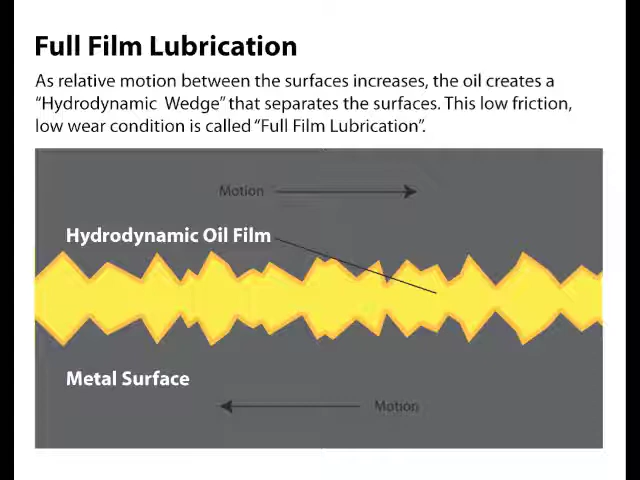 Full Film Lubrication
As relative motion between the surfaces increases, the oil creates a
“Hydrodynamic Wedge” that separates the surfaces. This low friction,
low wear condition is called “Full Film Lubrication”.
Motion
Hydrodynamic Oil Film
Metal Surface
Motion